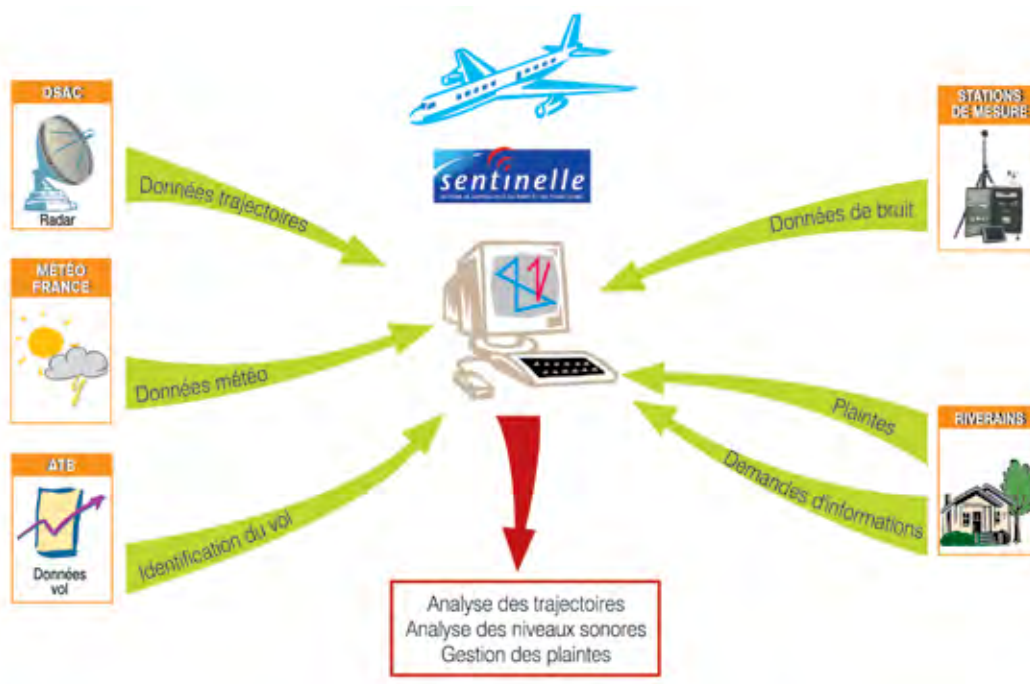 DSAC
Radar
Données trajectoires
MÉTÉO
FRANCE
Données météo
ATB
Données
vol
Identification du vol
sentinelle
STATIONS
DE MESURE
Données de bruit
RIVERAINS
Plaintes
Demandes d'informations
Analyse des trajectoires
Analyse des niveaux sonores
Gestion des plaintes